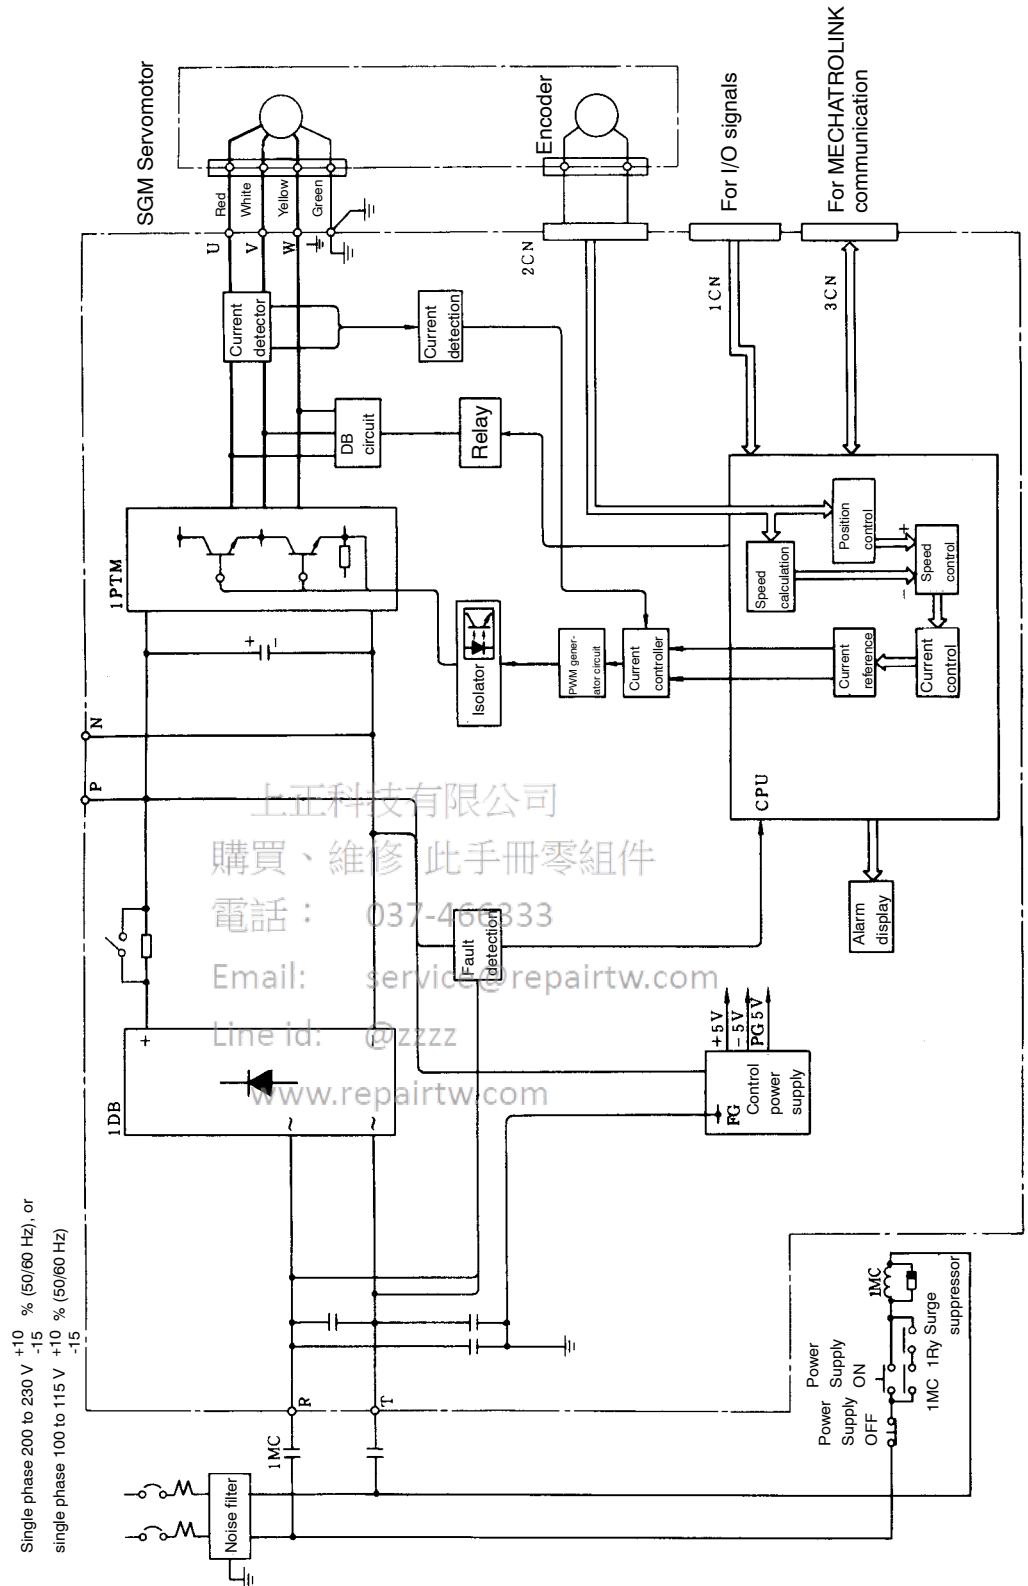 Single phase 200 to 230 V +10 -15 % (50/60 Hz), or
single phase 100 to 115 V +10 -15 % (50/60 Hz)
Noise filter
1MC
R
T
1DB
+
−
~
~
P
N
+
−
1PTM
Current
detector
U
V
W
Red
White
Yellow
Green
SGM Servomotor
Encoder
2CN
For I/O signals
1CN
For MECHATROLINK
communication
3CN
Current
detection
DB
circuit
Relay
Isolator
PWM gener-
ator circuit
Current
controller
Position
control
Speed
calculation
+
−
Speed
control
Current
reference
Current
control
CPU
Fault
detection
Alarm
display
+5V
-5V
PG5V
FG
Control
power
supply
Power
Supply
OFF
Power
Supply
ON
1MC
1Ry
1MC
Surge
suppressor
上正科技有限公司
購買、維修 此手冊零組件
電話： 037-466333
Email: service@repairtw.com
Line id: @zzzz
www.repairtw.com